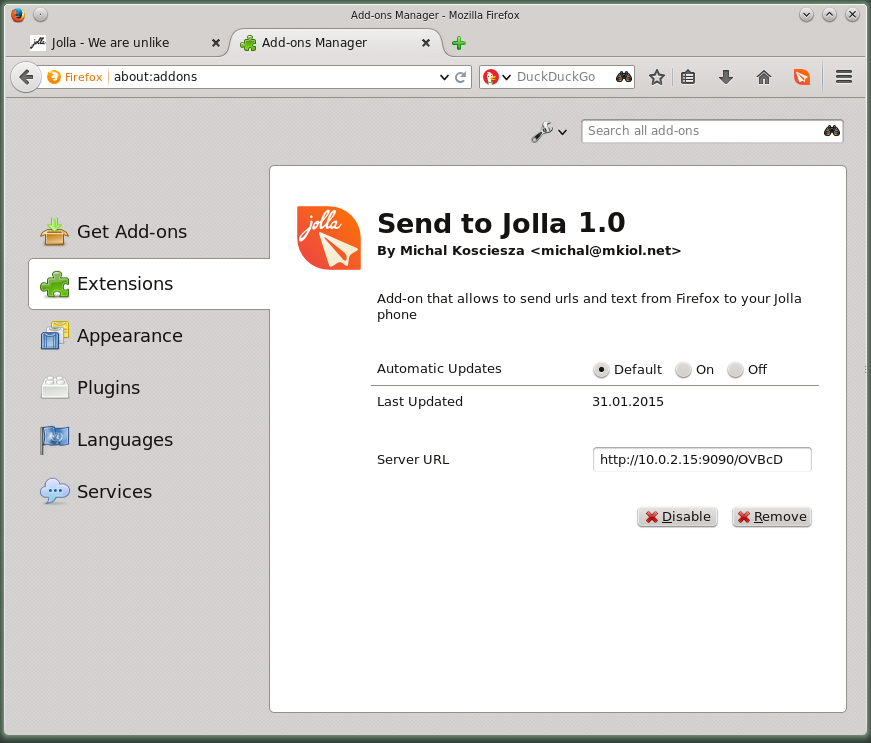 Add-ons Manager - Mozilla Firefox
Jolla - We are unlike
Add-ons Manager
Firefox
about:addons
DuckDuckGo
Search all add-ons
Get Add-ons
Extensions
Appearance
Plugins
Languages
Services
jolla
Send to Jolla 1.0
By Michal Kosciesza <michal@mkiol.net>
Add-on that allows to send urls and text from Firefox to your Jolla
phone
Automatic Updates Default On Off
Last Updated 31.01.2015
Server URL http://10.0.2.15:9090/OVBcD
Disable Remove